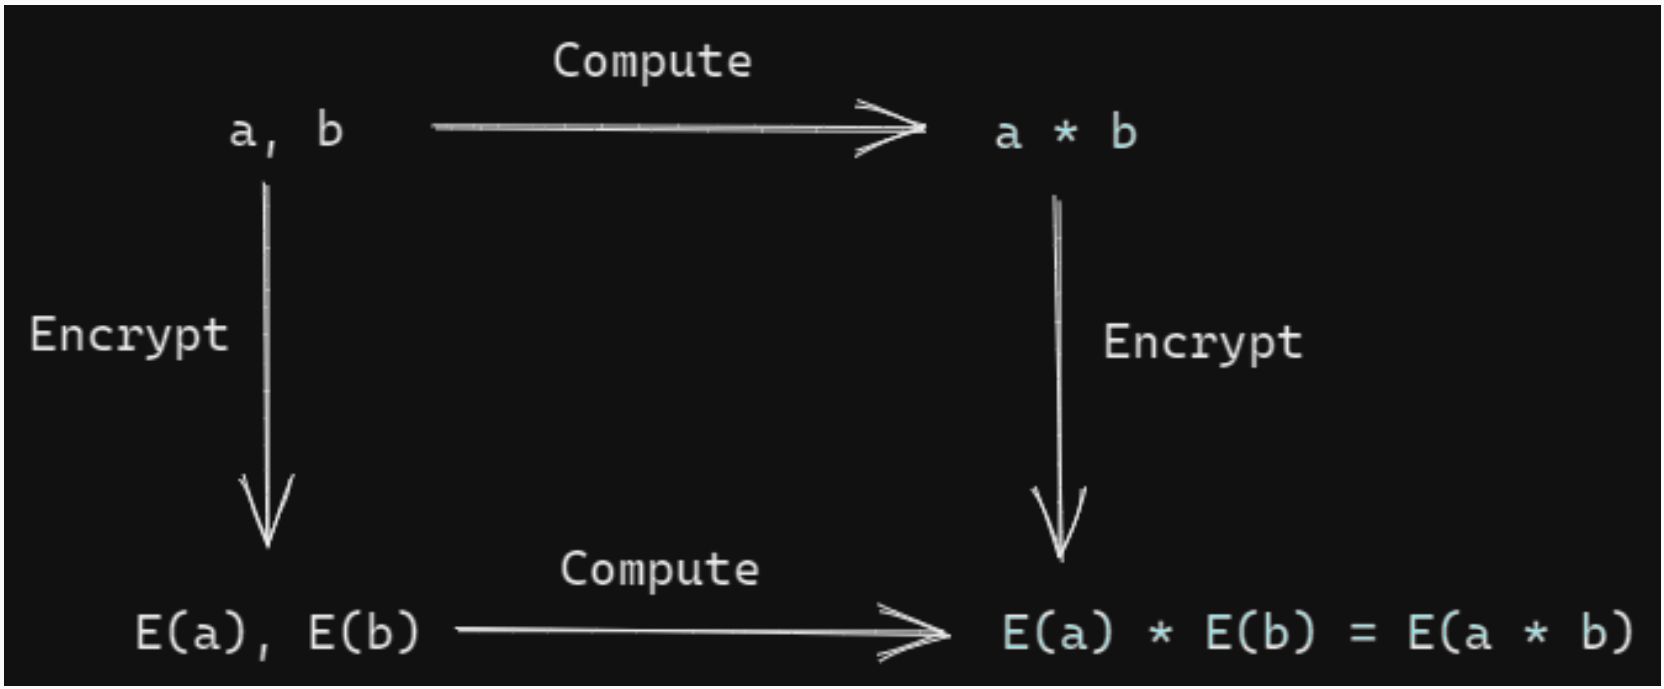 Compute
a, b
a * b
Encrypt
Encrypt
Compute
E(a), E(b)
E(a) * E(b) = E(a * b)